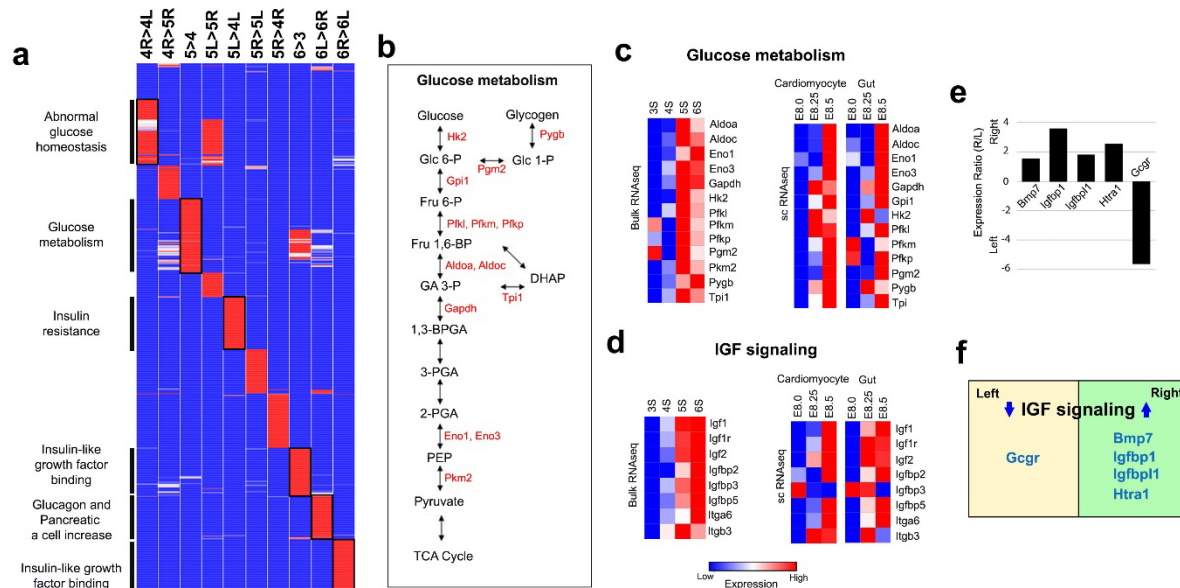 a
4R>4L
4R>5R
5>4
5L>5R
5L>4L
5R>5L
5R>4R
6>3
6L>6R
6R>6L
Abnormal
glucose
homeostasis
Glucose
metabolism
Insulin
resistance
Insulin-like
growth factor
binding
Glucagon and
Pancreatic
a cell increase
Insulin-like growth
factor binding
b
Glucose metabolism
Glucose
Glycogen
Hk2
Pygb
Glc 6-P
Glc 1-P
Pgm2
Gpi1
Fru 6-P
Pfkl, Pfkm, Pfkp
Fru 1,6-BP
Aldoa, Aldoc
DHAP
GA 3-P
Tpi1
Gapdh
1,3-BPGA
3-PGA
2-PGA
Eno1, Eno3
PEP
Pkm2
Pyruvate
TCA Cycle
c
Glucose metabolism
3S
4S
5S
6S
Bulk RNAseq
Aldoa
Aldoc
Eno1
Eno3
Gapdh
Hk2
Pfkl
Pfkm
Pfkp
Pgm2
Pkm2
Pygb
Tpi1
Cardiomyocyte
Gut
E8.0
E8.25
E8.5
E8.0
E8.25
E8.5
sc RNAseq
Aldoa
Aldoc
Eno1
Eno3
Gapdh
Gpi1
Hk2
Pfkl
Pfkm
Pfkp
Pgm2
Pygb
Tpi
d
IGF signaling
3S
4S
5S
6S
Bulk RNAseq
Igf1
Igf1r
Igf2
Igfbp2
Igfbp3
Igfbp5
Itga6
Itgb3
Cardiomyocyte
Gut
E8.0
E8.25
E8.5
E8.0
E8.25
E8.5
sc RNAseq
Igf1
Igf1r
Igf2
Igfbp2
Igfbp3
Igfbp5
Itga6
Itgb3
Low
High
Expression
e
Expression Ratio (R/L)
Right
Left
4
2
0
-2
-4
-6
Bmp7
Igfbp1
Igfbpl1
Htra1
Gcgr
f
Left
Right
IGF signaling
Gcgr
Bmp7
Igfbp1
Igfbpl1
Htra1